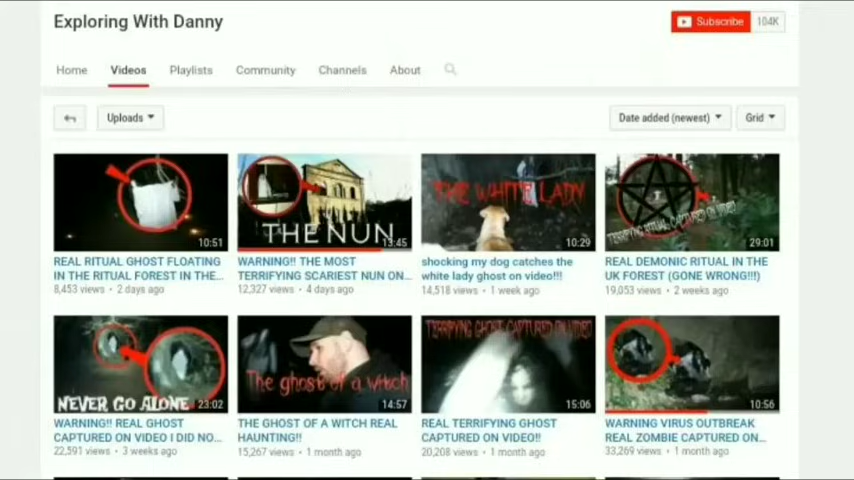 Exploring With Danny
Subscribe 104K
Home Videos Playlists Community Channels About
Uploads Date added (newest) Grid
10:51
THE NUN 13:45
THE WHITE LADY 10:29
TERRIFYING RITUAL CAPTURED ON VIDEO 29:01
REAL RITUAL GHOST FLOATING
IN THE RITUAL FOREST IN THE...
8,453 views • 2 days ago
WARNING!! THE MOST
TERRIFYING SCARIEST NUN ON...
12,327 views • 4 days ago
shocking my dog catches the
white lady ghost on video!!!
14,518 views • 1 week ago
REAL DEMONIC RITUAL IN THE
UK FOREST (GONE WRONG!!!)
19,053 views • 2 weeks ago
NEVER GO ALONE 23:02
The ghost of a witch 14:57
TERRIFYING GHOST CAPTURED ON VIDEO
15:06
10:56
WARNING!! REAL GHOST
CAPTURED ON VIDEO I DID NO...
22,591 views • 3 weeks ago
THE GHOST OF A WITCH REAL
HAUNTING!!
15,267 views • 1 month ago
REAL TERRIFYING GHOST
CAPTURED ON VIDEO!!
20,208 views • 1 month ago
WARNING VIRUS OUTBREAK
REAL ZOMBIE CAPTURED ON...
33,269 views • 1 month ago